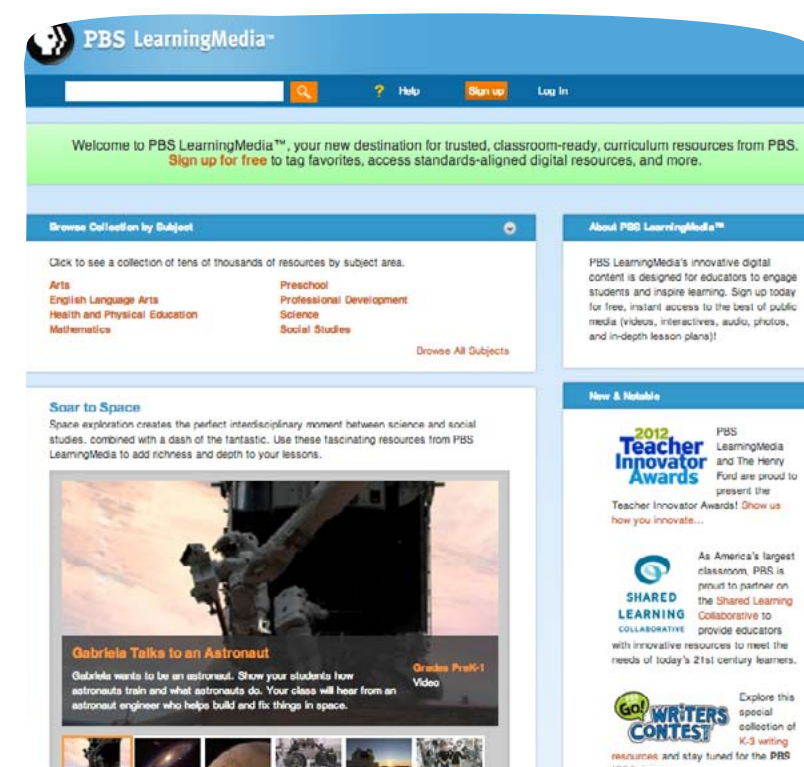 PBS LearningMedia™
? Help Sign up Log In
Welcome to PBS LearningMedia™, your new destination for trusted, classroom-ready, curriculum resources from PBS.
Sign up for free to tag favorites, access standards-aligned digital resources, and more.
Browse Collection by Subject
Click to see a collection of tens of thousands of resources by subject area.
Arts
English Language Arts
Health and Physical Education
Mathematics
Preschool
Professional Development
Science
Social Studies
Browse All Subjects
Soar to Space
Space exploration creates the perfect interdisciplinary moment between science and social
studies, combined with a dash of the fantastic. Use these fascinating resources from PBS
LearningMedia to add richness and depth to your lessons.
Gabriela Talks to an Astronaut
Gabriela wants to be an astronaut. Show your students how
astronauts train and what astronauts do. Your class will hear from an
astronaut engineer who helps build and fix things in space.
Grades PreK-1
Video
About PBS LearningMedia™
PBS LearningMedia's innovative digital
content is designed for educators to engage
students and inspire learning. Sign up today
for free, instant access to the best of public
media (videos, interactives, audio, photos,
and in-depth lesson plans)!
New & Notable
2012
Teacher
Innovator
Awards
PBS
LearningMedia
and The Henry
Ford are proud to
present the
Teacher Innovator Awards! Show us
how you innovate...
SHARED
LEARNING
COLLABORATIVE
As America's largest
classroom, PBS is
proud to partner on
the Shared Learning
Collaborative to
provide educators
with innovative resources to meet the
needs of today's 21st century learners.
GO!
WRITERS
CONTEST
Explore this
special
collection of
K-3 writing
resources and stay tuned for the PBS